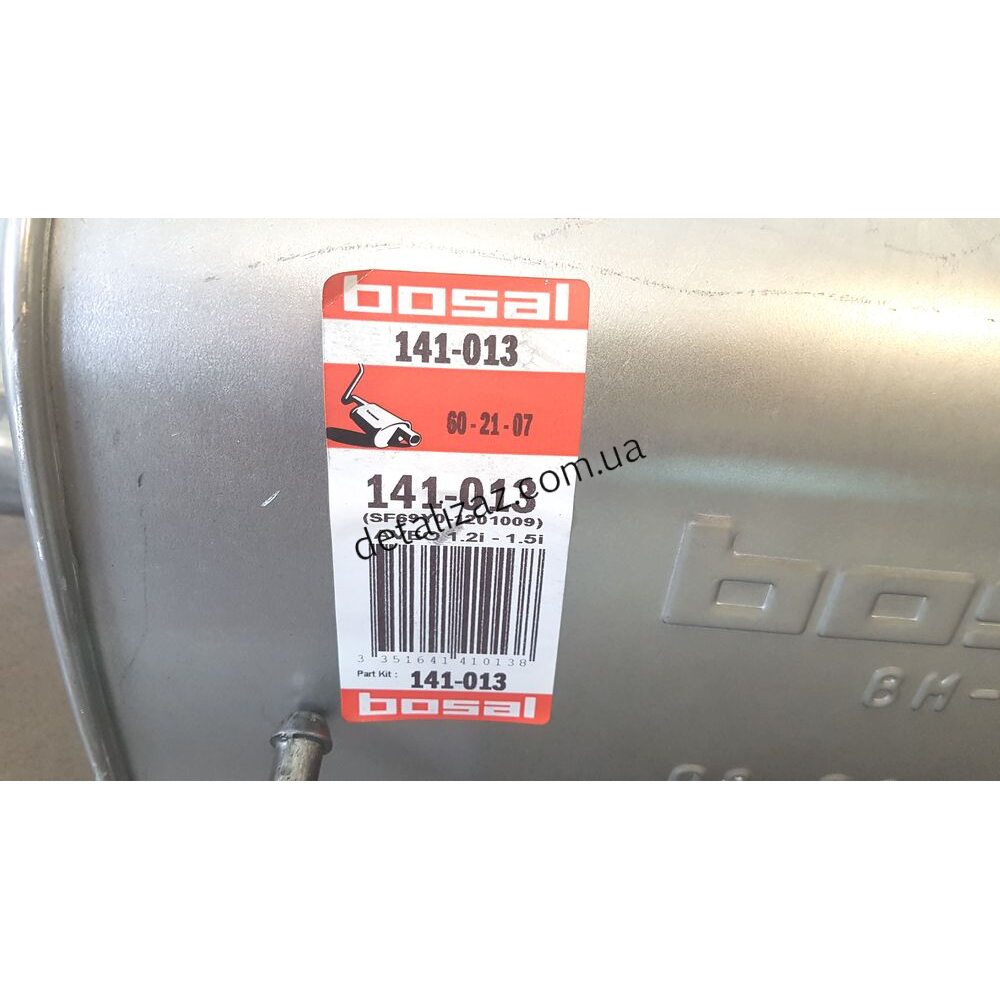 bosal
141-013
60-21-07
detalizaz.com.ua
141-013
1.2i - 1.5i
3 351641 410138
Part Kit : 141-013
bosal
bos
BM-